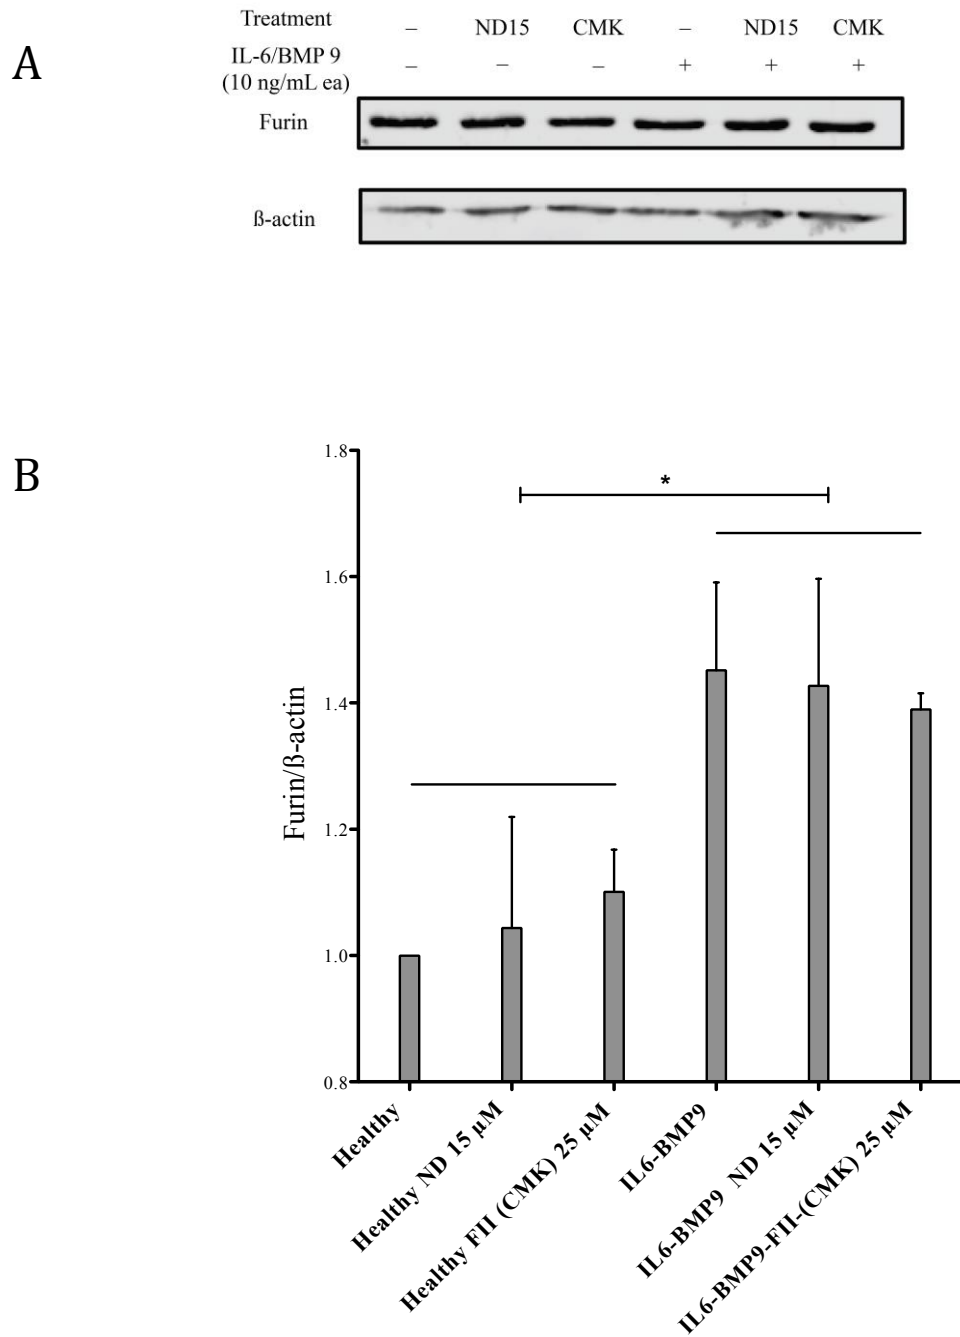 A
Treatment – ND15 CMK – ND15 CMK
IL-6/BMP 9 – – – + + +
(10 ng/mL ea)
Furin
ß-actin
B
1.8
*
1.6
1.4
1.2
1.0
0.8
Furin/ß-actin
Healthy
Healthy ND 15 µM
Healthy FII (CMK) 25 µM
IL6-BMP9
IL6-BMP9 ND 15 µM
IL6-BMP9-FII-(CMK) 25 µM